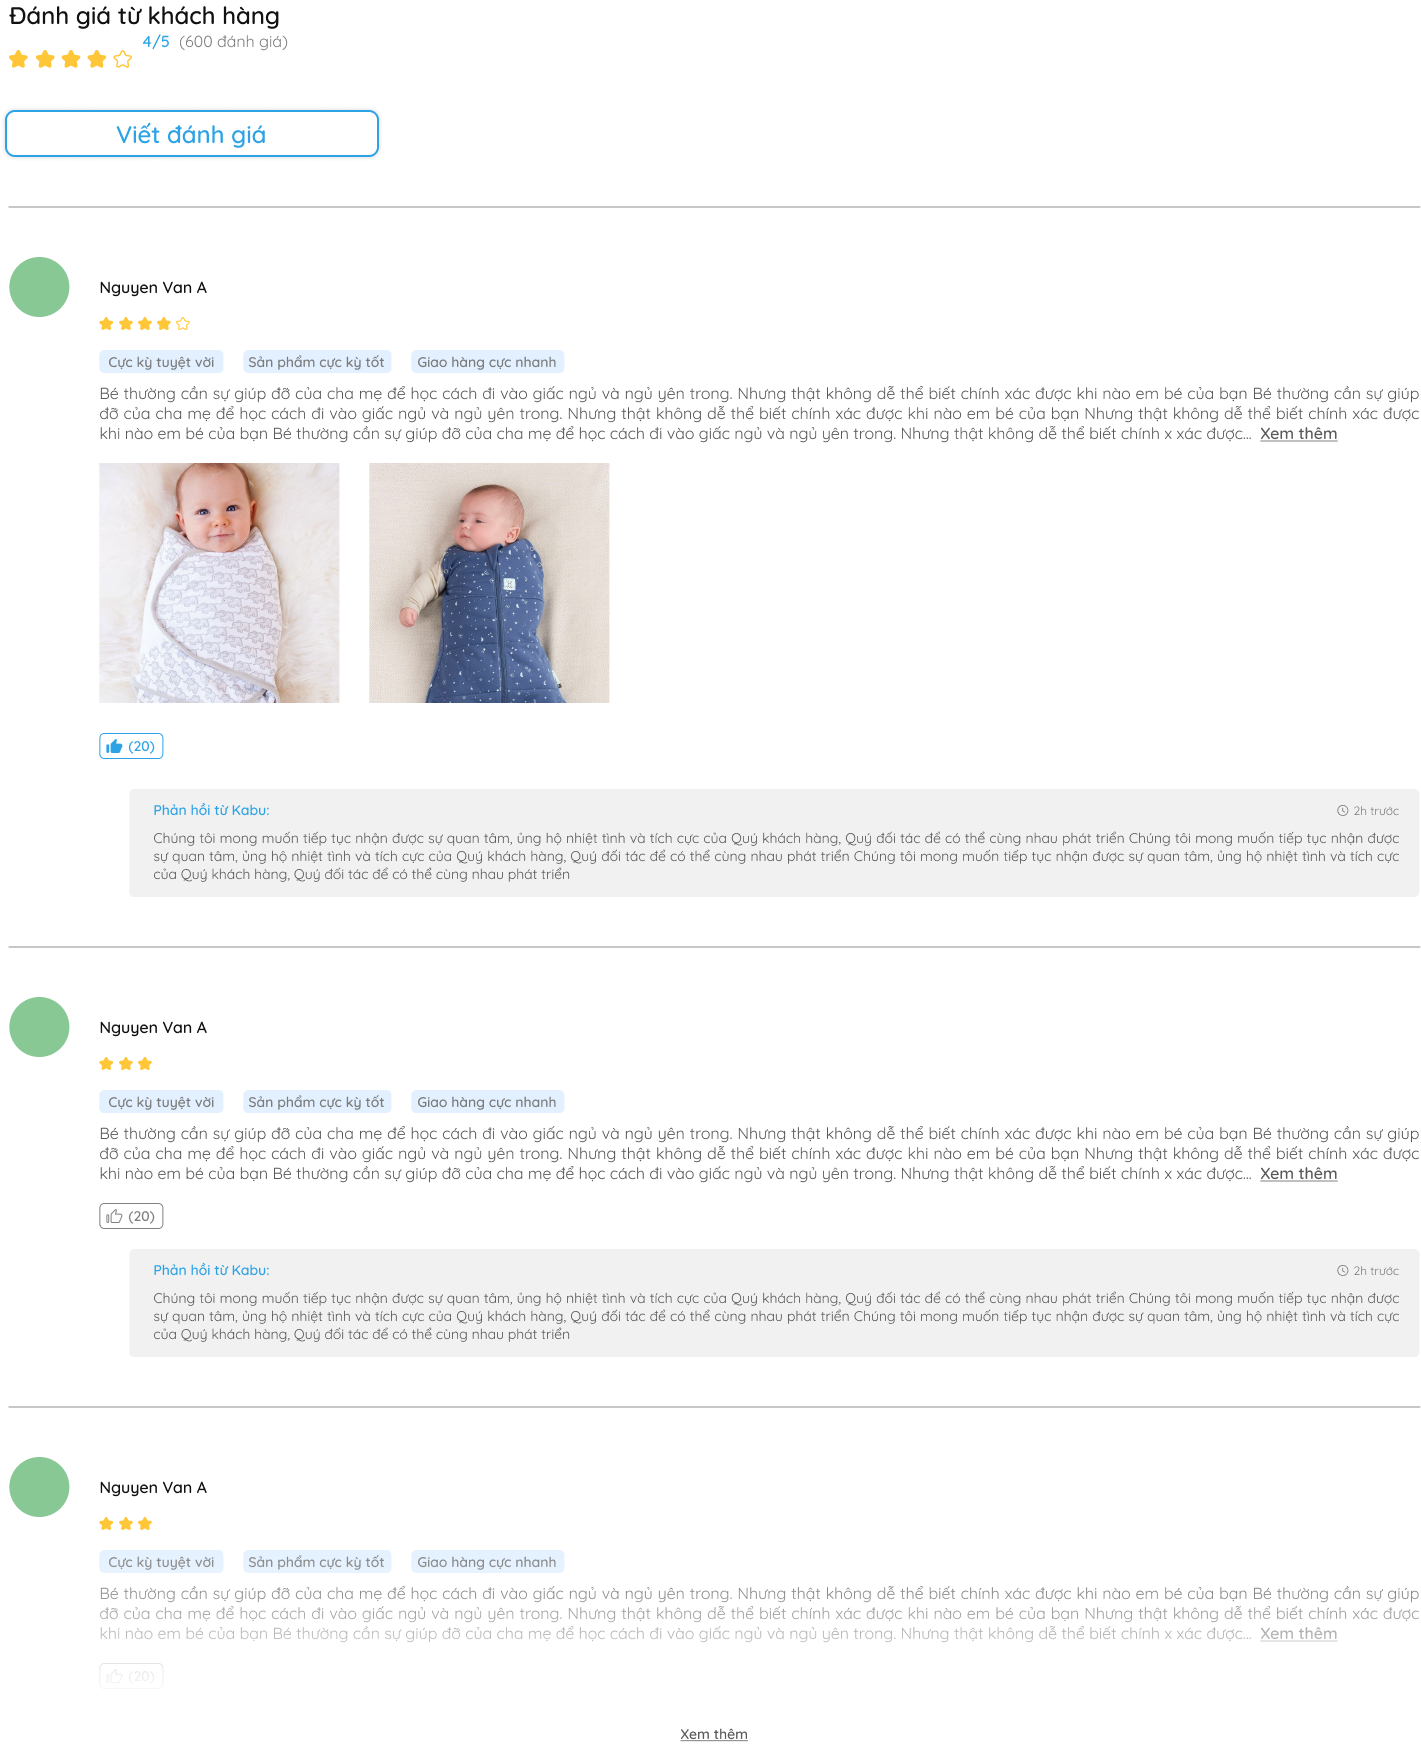 Đánh giá từ khách hàng
4/5 (600 đánh giá)
Viết đánh giá
Nguyen Van A
Cực kỳ tuyệt vời Sản phẩm cực kỳ tốt Giao hàng cực nhanh
Bé thường cần sự giúp đỡ của cha mẹ để học cách đi vào giấc ngủ và ngủ yên trong. Nhưng thật không dễ thể biết chính xác được khi nào em bé của bạn Bé thường cần sự giúp
đỡ của cha mẹ để học cách đi vào giấc ngủ và ngủ yên trong. Nhưng thật không dễ thể biết chính xác được khi nào em bé của bạn Nhưng thật không dễ thể biết chính xác được
khi nào em bé của bạn Bé thường cần sự giúp đỡ của cha mẹ để học cách đi vào giấc ngủ và ngủ yên trong. Nhưng thật không dễ thể biết chính x xác được... Xem thêm
(20)
Phản hồi từ Kabu: 2h trước
Chúng tôi mong muốn tiếp tục nhận được sự quan tâm, ủng hộ nhiệt tình và tích cực của Quý khách hàng, Quý đối tác để có thể cùng nhau phát triển Chúng tôi mong muốn tiếp tục nhận được
sự quan tâm, ủng hộ nhiệt tình và tích cực của Quý khách hàng, Quý đối tác để có thể cùng nhau phát triển Chúng tôi mong muốn tiếp tục nhận được sự quan tâm, ủng hộ nhiệt tình và tích cực
của Quý khách hàng, Quý đối tác để có thể cùng nhau phát triển
Nguyen Van A
Cực kỳ tuyệt vời Sản phẩm cực kỳ tốt Giao hàng cực nhanh
Bé thường cần sự giúp đỡ của cha mẹ để học cách đi vào giấc ngủ và ngủ yên trong. Nhưng thật không dễ thể biết chính xác được khi nào em bé của bạn Bé thường cần sự giúp
đỡ của cha mẹ để học cách đi vào giấc ngủ và ngủ yên trong. Nhưng thật không dễ thể biết chính xác được khi nào em bé của bạn Nhưng thật không dễ thể biết chính xác được
khi nào em bé của bạn Bé thường cần sự giúp đỡ của cha mẹ để học cách đi vào giấc ngủ và ngủ yên trong. Nhưng thật không dễ thể biết chính x xác được... Xem thêm
(20)
Phản hồi từ Kabu: 2h trước
Chúng tôi mong muốn tiếp tục nhận được sự quan tâm, ủng hộ nhiệt tình và tích cực của Quý khách hàng, Quý đối tác để có thể cùng nhau phát triển Chúng tôi mong muốn tiếp tục nhận được
sự quan tâm, ủng hộ nhiệt tình và tích cực của Quý khách hàng, Quý đối tác để có thể cùng nhau phát triển Chúng tôi mong muốn tiếp tục nhận được sự quan tâm, ủng hộ nhiệt tình và tích cực
của Quý khách hàng, Quý đối tác để có thể cùng nhau phát triển
Nguyen Van A
Cực kỳ tuyệt vời Sản phẩm cực kỳ tốt Giao hàng cực nhanh
Bé thường cần sự giúp đỡ của cha mẹ để học cách đi vào giấc ngủ và ngủ yên trong. Nhưng thật không dễ thể biết chính xác được khi nào em bé của bạn Bé thường cần sự giúp
đỡ của cha mẹ để học cách đi vào giấc ngủ và ngủ yên trong. Nhưng thật không dễ thể biết chính xác được khi nào em bé của bạn Nhưng thật không dễ thể biết chính xác được
khi nào em bé của bạn Bé thường cần sự giúp đỡ của cha mẹ để học cách đi vào giấc ngủ và ngủ yên trong. Nhưng thật không dễ thể biết chính x xác được... Xem thêm
(20)
Xem thêm